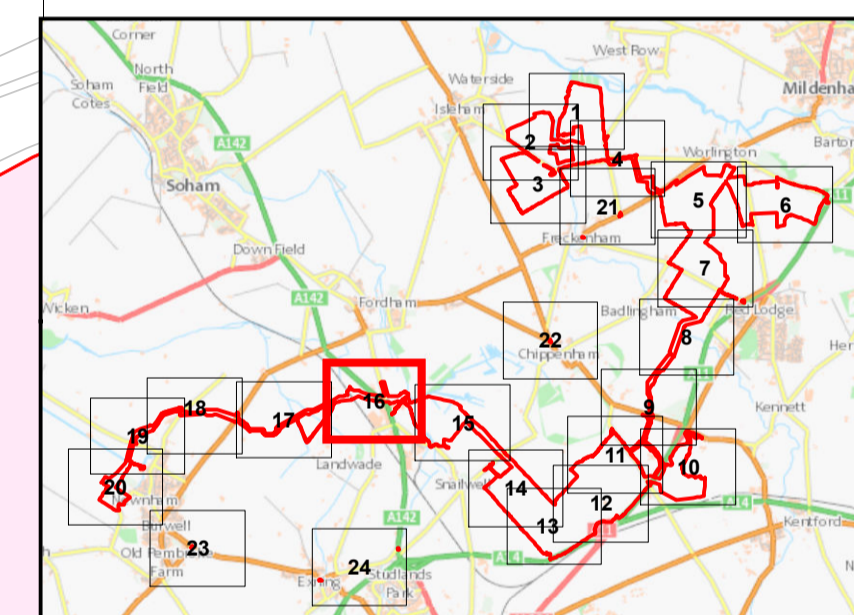 Corner
North
Field
Soham
Cotes
A142
Soham
Down Field
A142
Wicken
Fordham
West Row
Waterside
Isleham
Mildenha
Barton
Worlington
A11
1
2
3
4
5
6
21
Freckenham
7
Badlingham
Red Lodge
8
Her
22
Chippenham
Kennett
9
16
15
17
18
19
20
Landwade
Snailwell
14
11
10
12
13
A14
A14
Kentford
Burwell
23
Old Pembroke
Farm
A142
24
Exning
Studlands
Park
N